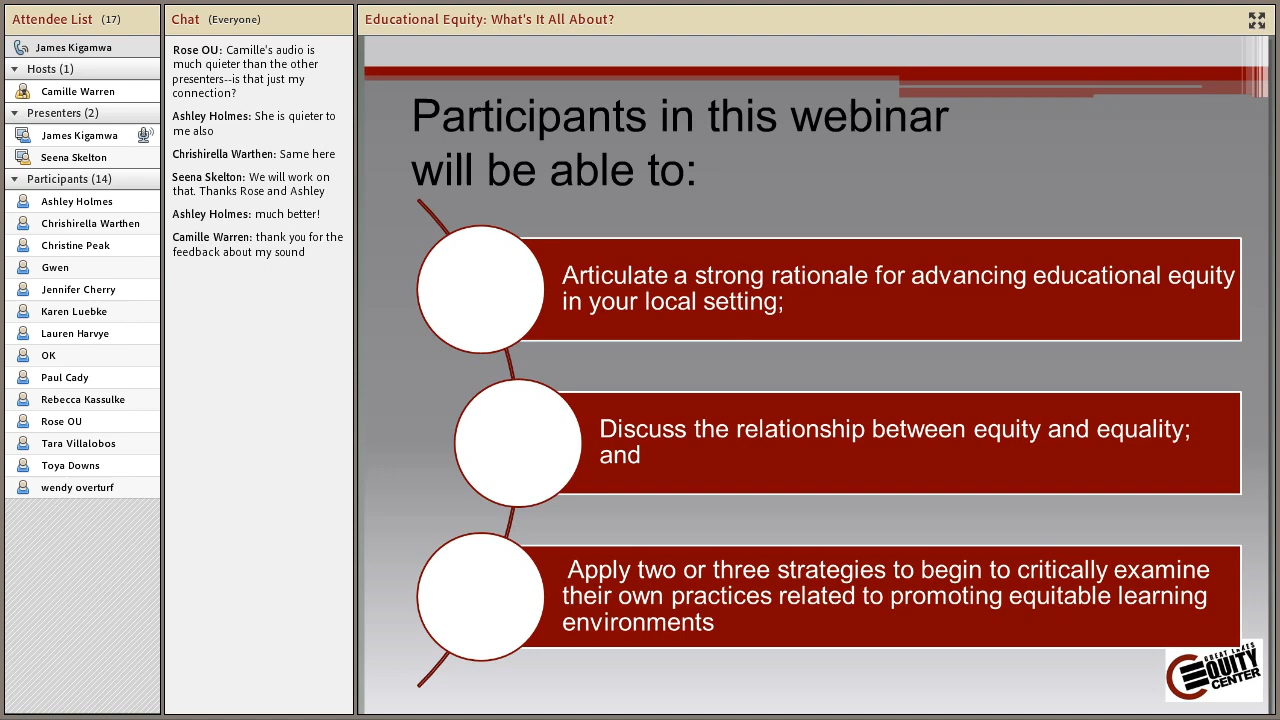 Attendee List (17)
James Kigamwa
Hosts (1)
Camille Warren
Presenters (2)
James Kigamwa
Seena Skelton
Participants (14)
Ashley Holmes
Chrishirella Warthen
Christine Peak
Gwen
Jennifer Cherry
Karen Luebke
Lauren Harvye
OK
Paul Cady
Rebecca Kassulke
Rose OU
Tara Villalobos
Toya Downs
wendy overturf
Chat (Everyone)
Rose OU: Camille's audio is
much quieter than the other
presenters--is that just my
connection?
Ashley Holmes: She is quieter to
me also
Chrishirella Warthen: Same here
Seena Skelton: We will work on
that. Thanks Rose and Ashley
Ashley Holmes: much better!
Camille Warren: thank you for the
feedback about my sound
Educational Equity: What's It All About?
Participants in this webinar
will be able to:
Articulate a strong rationale for advancing educational equity
in your local setting;
Discuss the relationship between equity and equality;
and
Apply two or three strategies to begin to critically examine
their own practices related to promoting equitable learning
environments
GREAT LAKES
EQUITY
CENTER